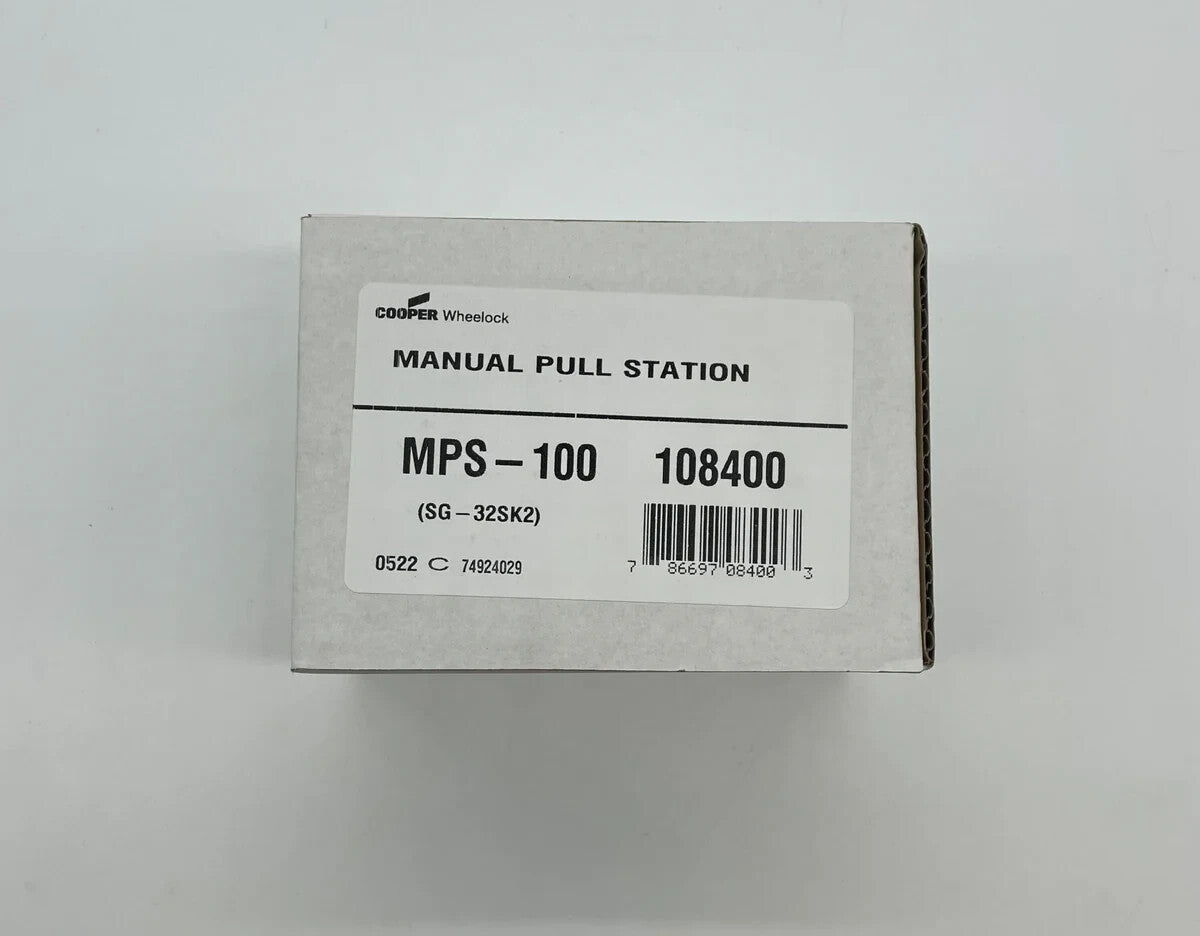 COOPER Wheelock
MANUAL PULL STATION
MPS-100 108400
(SG-32SK2)
0522 C 74924029
7 86697 08400 3